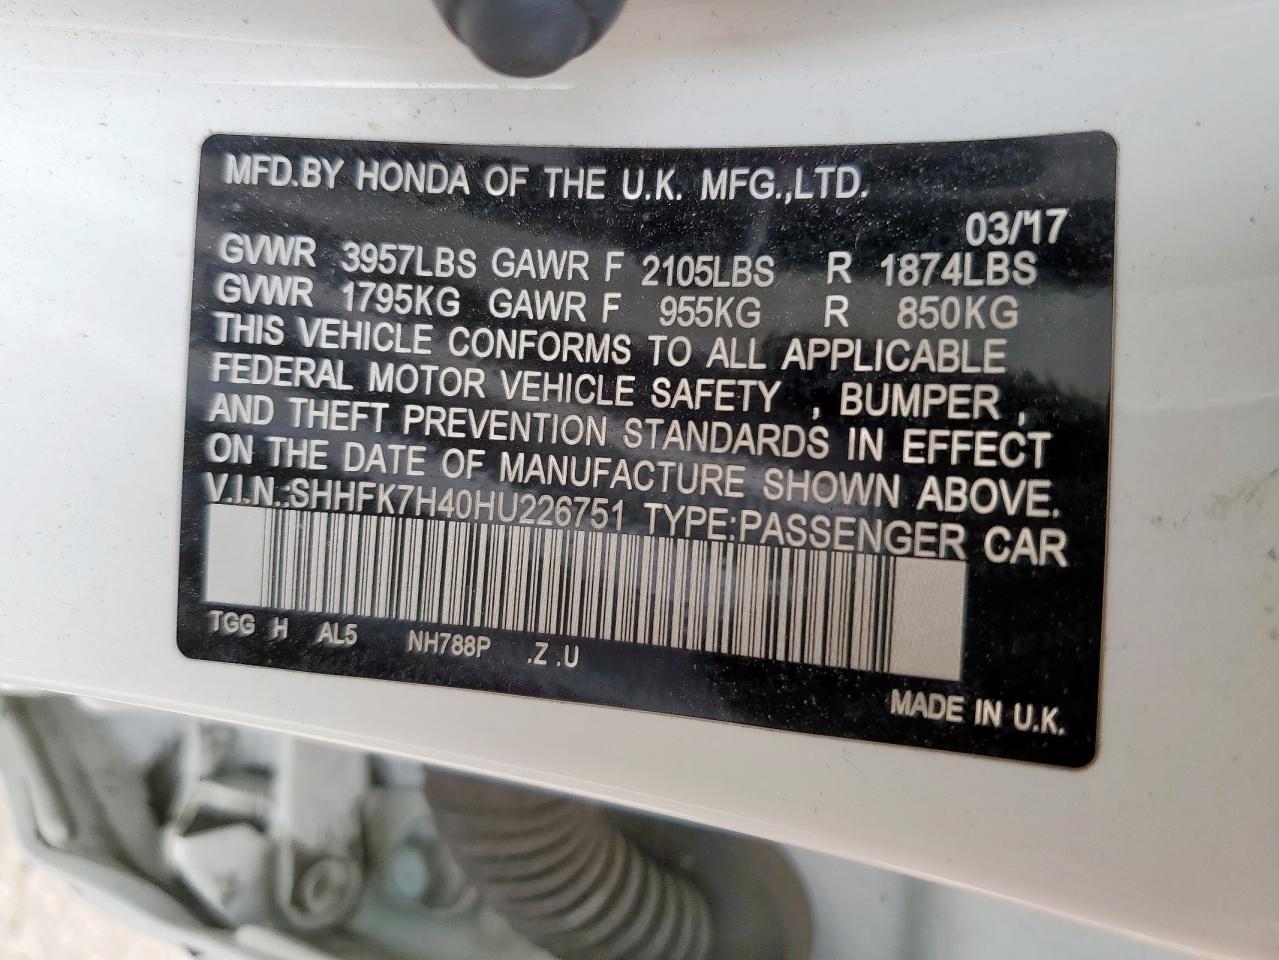 MFD.BY HONDA OF THE U.K. MFG.,LTD.
03/'17
GVWR 3957LBS GAWR F 2105LBS R 1874LBS
GVWR 1795KG GAWR F 955KG R 850KG
THIS VEHICLE CONFORMS TO ALL APPLICABLE
FEDERAL MOTOR VEHICLE SAFETY , BUMPER ,
AND THEFT PREVENTION STANDARDS IN EFFECT
ON THE DATE OF MANUFACTURE SHOWN ABOVE.
V.I.N.:SHHFK7H40HU226751 TYPE:PASSENGER CAR
TGG H AL5 NH788P .Z .U
MADE IN U.K.